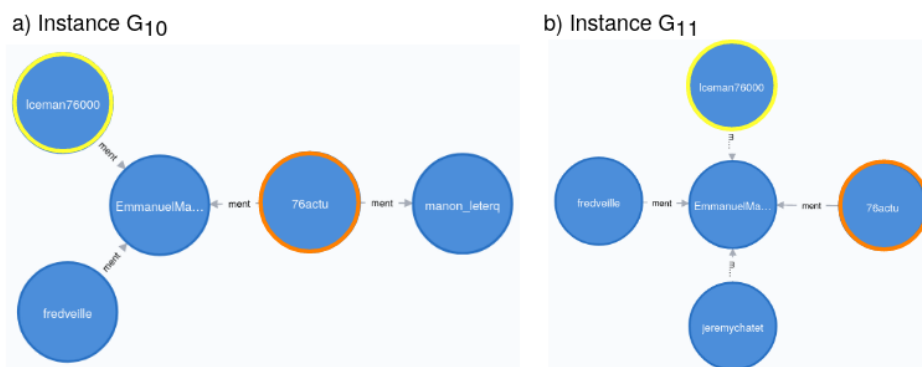 a) Instance G10
Iceman76000
ment
EmmanuelMa...
ment
76actu
ment
manon_leterq
ment
fredveille
b) Instance G11
Iceman76000
m...
fredveille
ment
EmmanuelMa...
ment
76actu
m...
jeremychatet